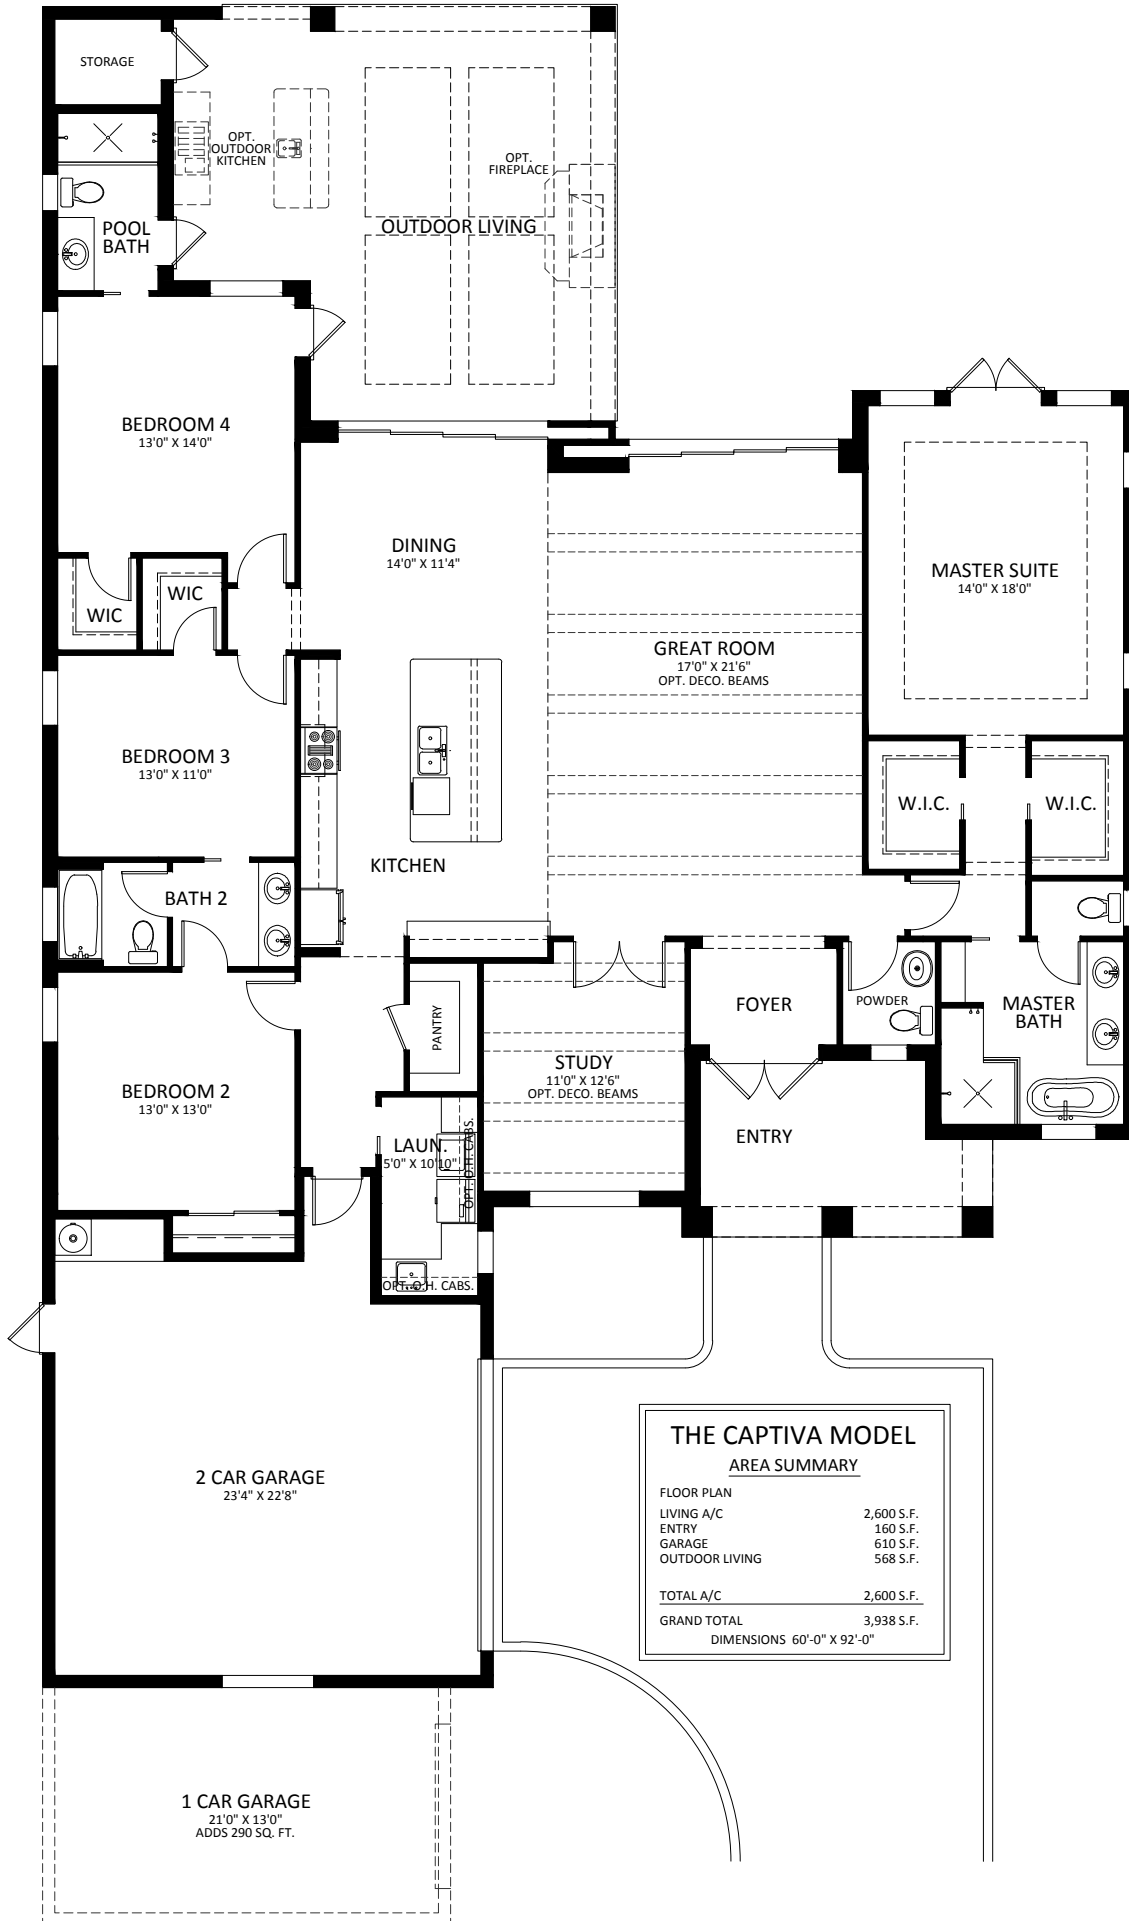 STORAGE
OPT.
OUTDOOR
KITCHEN
OPT.
FIREPLACE
POOL
BATH
OUTDOOR LIVING
BEDROOM 4
13'0" X 14'0"
DINING
14'0" X 11'4"
MASTER SUITE
14'0" X 18'0"
WIC
WIC
GREAT ROOM
17'0" X 21'6"
OPT. DECO. BEAMS
BEDROOM 3
13'0" X 11'0"
W.I.C.
W.I.C.
KITCHEN
BATH 2
FOYER
POWDER
MASTER
BATH
PANTRY
STUDY
11'0" X 12'6"
OPT. DECO. BEAMS
BEDROOM 2
13'0" X 13'0"
ENTRY
LAUN.
5'0" X 10'10"
OPT. O.H. CABS.
OPT. O.H. CABS.
2 CAR GARAGE
23'4" X 22'8"
THE CAPTIVA MODEL
AREA SUMMARY
FLOOR PLAN
LIVING A/C 2,600 S.F.
ENTRY 160 S.F.
GARAGE 610 S.F.
OUTDOOR LIVING 568 S.F.
TOTAL A/C 2,600 S.F.
GRAND TOTAL 3,938 S.F.
DIMENSIONS 60'-0" X 92'-0"
1 CAR GARAGE
21'0" X 13'0"
ADDS 290 SQ. FT.